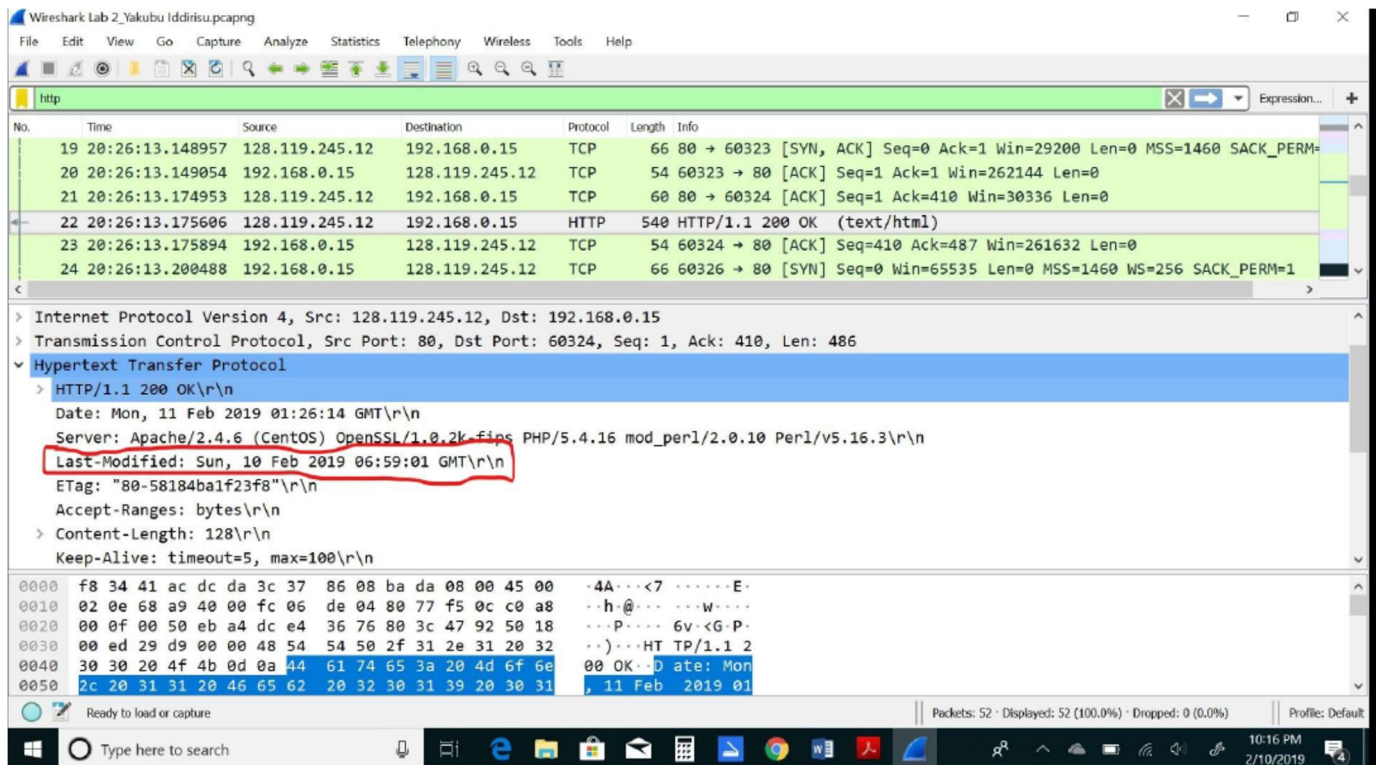 Wireshark Lab 2_Yakubu Iddirisu.pcapng
File Edit View Go Capture Analyze Statistics Telephony Wireless Tools Help
http Expression... +
No. Time Source Destination Protocol Length Info
19 20:26:13.148957 128.119.245.12 192.168.0.15 TCP 66 80 → 60323 [SYN, ACK] Seq=0 Ack=1 Win=29200 Len=0 MSS=1460 SACK_PERM=
20 20:26:13.149054 192.168.0.15 128.119.245.12 TCP 54 60323 → 80 [ACK] Seq=1 Ack=1 Win=262144 Len=0
21 20:26:13.174953 128.119.245.12 192.168.0.15 TCP 60 80 → 60324 [ACK] Seq=1 Ack=410 Win=30336 Len=0
22 20:26:13.175606 128.119.245.12 192.168.0.15 HTTP 540 HTTP/1.1 200 OK (text/html)
23 20:26:13.175894 192.168.0.15 128.119.245.12 TCP 54 60324 → 80 [ACK] Seq=410 Ack=487 Win=261632 Len=0
24 20:26:13.200488 192.168.0.15 128.119.245.12 TCP 66 60326 → 80 [SYN] Seq=0 Win=65535 Len=0 MSS=1460 WS=256 SACK_PERM=1
> Internet Protocol Version 4, Src: 128.119.245.12, Dst: 192.168.0.15
> Transmission Control Protocol, Src Port: 80, Dst Port: 60324, Seq: 1, Ack: 410, Len: 486
Hypertext Transfer Protocol
> HTTP/1.1 200 OK\r\n
Date: Mon, 11 Feb 2019 01:26:14 GMT\r\n
Server: Apache/2.4.6 (CentOS) OpenSSL/1.0.2k-fips PHP/5.4.16 mod_perl/2.0.10 Perl/v5.16.3\r\n
Last-Modified: Sun, 10 Feb 2019 06:59:01 GMT\r\n
ETag: "80-58184ba1f23f8"\r\n
Accept-Ranges: bytes\r\n
> Content-Length: 128\r\n
Keep-Alive: timeout=5, max=100\r\n
0000 f8 34 41 ac dc da 3c 37 86 08 ba da 08 00 45 00 ·4A···<7 ······E·
0010 02 0e 68 a9 40 00 fc 06 de 04 80 77 f5 0c c0 a8 ··h·@··· ···w····
0020 00 0f 00 50 eb a4 dc e4 36 76 80 3c 47 92 50 18 ···P···· 6v·<G·P·
0030 00 ed 29 d9 00 00 48 54 54 50 2f 31 2e 31 20 32 ··)···HT TP/1.1 2
0040 30 30 20 4f 4b 0d 0a 44 61 74 65 3a 20 4d 6f 6e 00 OK··D ate: Mon
0050 2c 20 31 31 20 46 65 62 20 32 30 31 39 20 30 31 , 11 Feb 2019 01
Ready to load or capture Packets: 52 · Displayed: 52 (100.0%) · Dropped: 0 (0.0%) Profile: Default
Type here to search 10:16 PM
2/10/2019